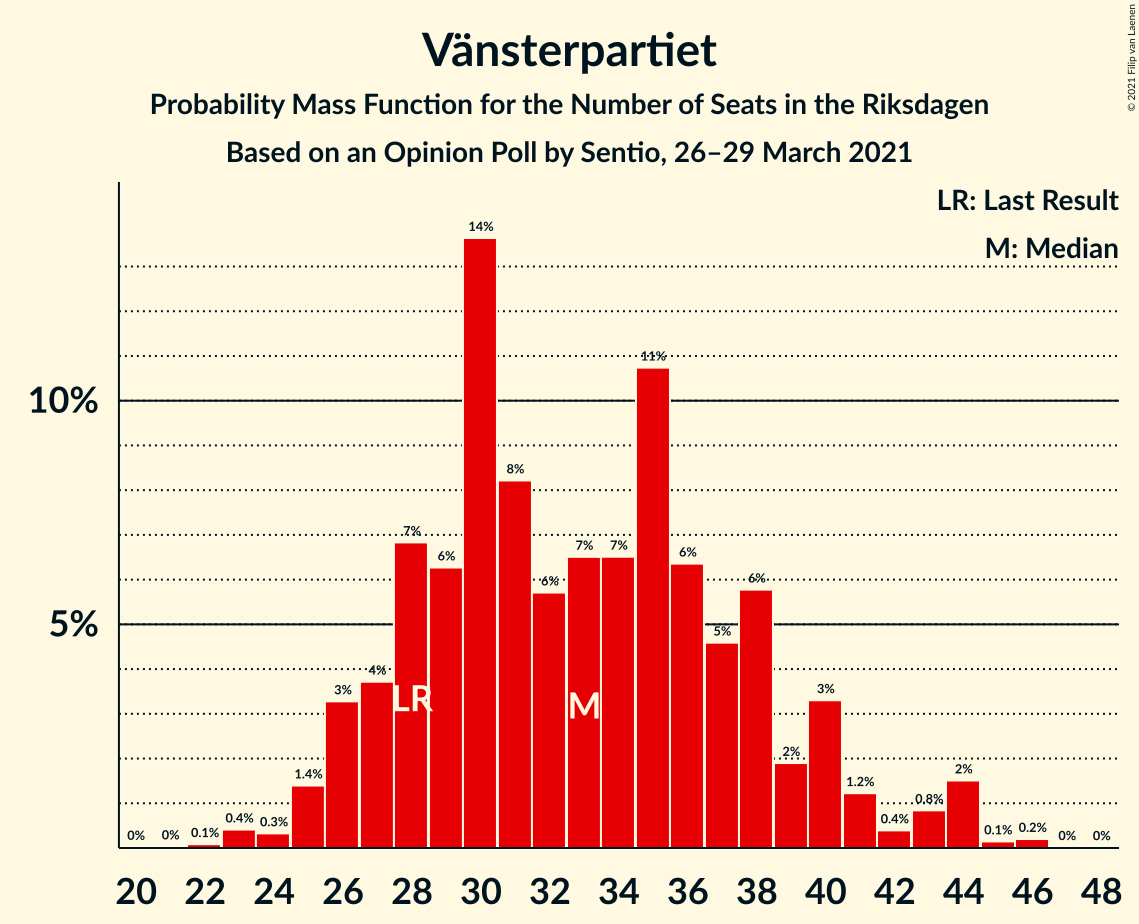 Vänsterpartiet
Probability Mass Function for the Number of Seats in the Riksdagen
Based on an Opinion Poll by Sentio, 26–29 March 2021
© 2021 Filip van Laenen
LR: Last Result
M: Median
10%
5%
0% 0% 0.1% 0.4% 0.3% 1.4% 3% 4% 7% 6% 14% 8% 6% 7% 7% 11% 6% 5% 6% 2% 3% 1.2% 0.4% 0.8% 2% 0.1% 0.2% 0% 0%
LR M
20 22 24 26 28 30 32 34 36 38 40 42 44 46 48